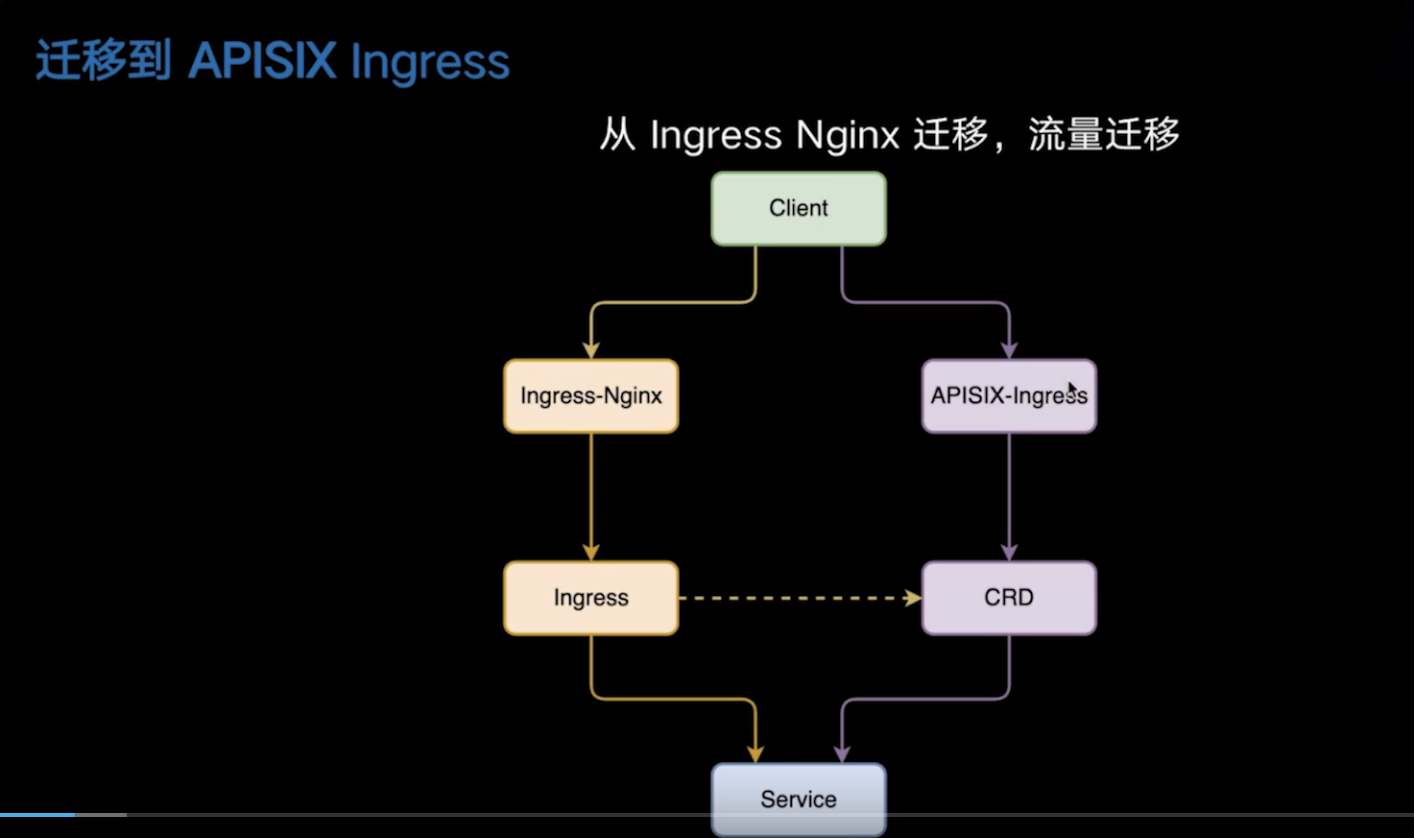 迁移到 APISIX Ingress
从 Ingress Nginx 迁移，流量迁移
Client
Ingress-Nginx
APISIX-Ingress
Ingress
CRD
Service